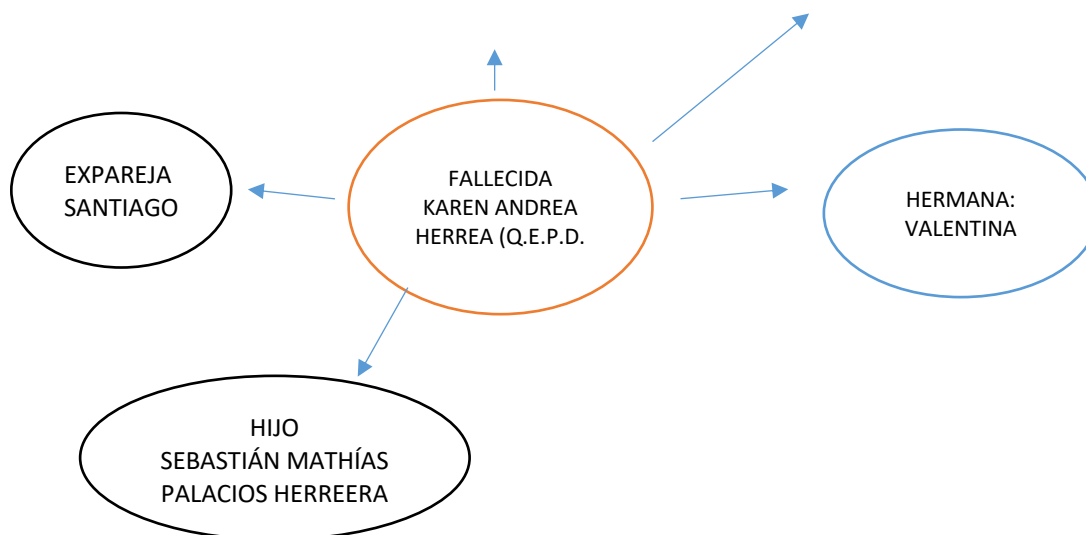 EXPAREJA
SANTIAGO
FALLECIDA
KAREN ANDREA
HERREA (Q.E.P.D.
HERMANA:
VALENTINA
HIJO
SEBASTIÁN MATHÍAS
PALACIOS HERREERA